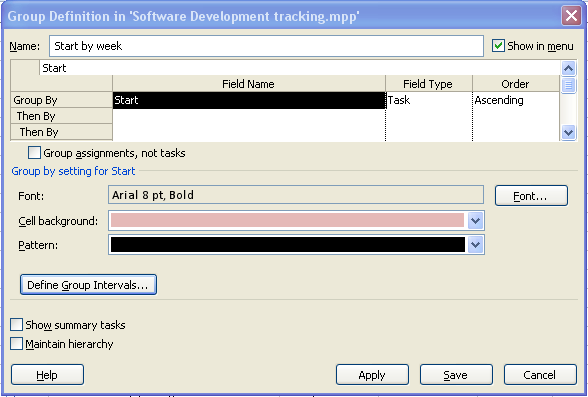 Group Definition in 'Software Development tracking.mpp'
Name: Start by week Show in menu
Start
Field Name Field Type Order
Group By Start Task Ascending
Then By
Then By
Group assignments, not tasks
Group by setting for Start
Font: Arial 8 pt, Bold Font...
Cell background:
Pattern:
Define Group Intervals...
Show summary tasks
Maintain hierarchy
Help Apply Save Cancel